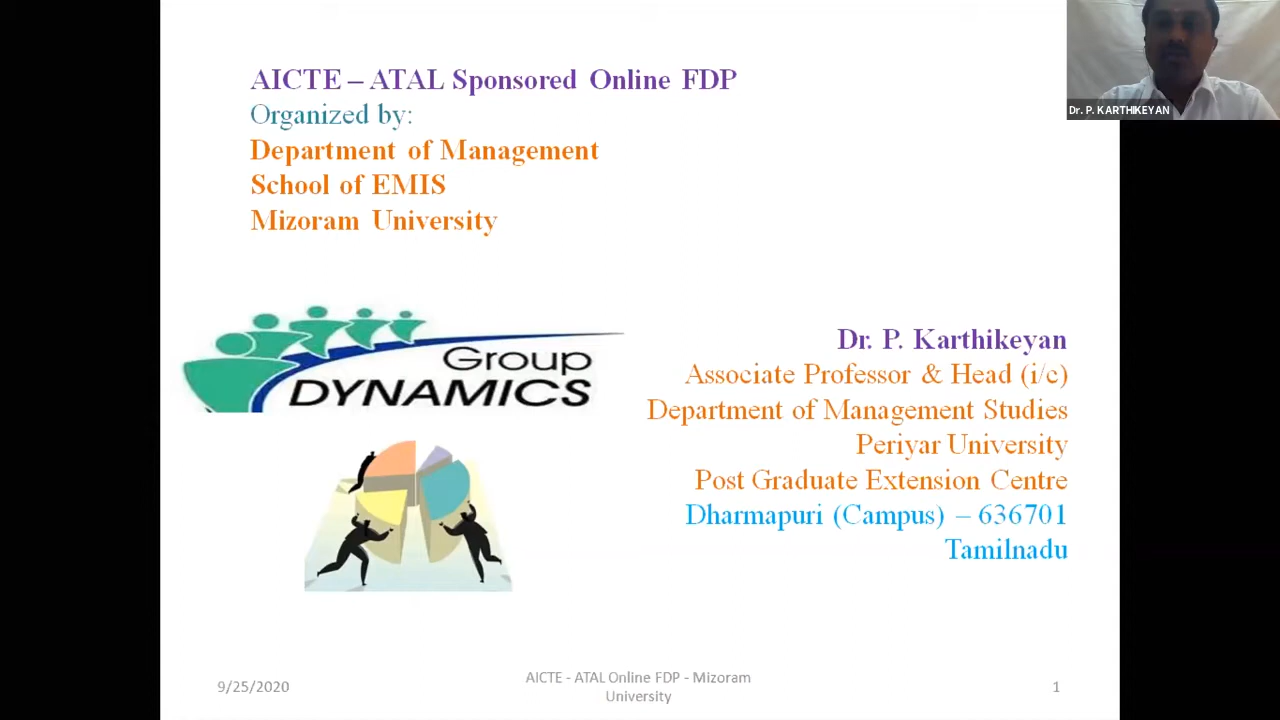 AICTE – ATAL Sponsored Online FDP
Organized by:
Department of Management
School of EMIS
Mizoram University
Dr. P. KARTHIKEYAN
Group
DYNAMICS
Dr. P. Karthikeyan
Associate Professor & Head (i/c)
Department of Management Studies
Periyar University
Post Graduate Extension Centre
Dharmapuri (Campus) – 636701
Tamilnadu
9/25/2020
AICTE - ATAL Online FDP - Mizoram
University
1